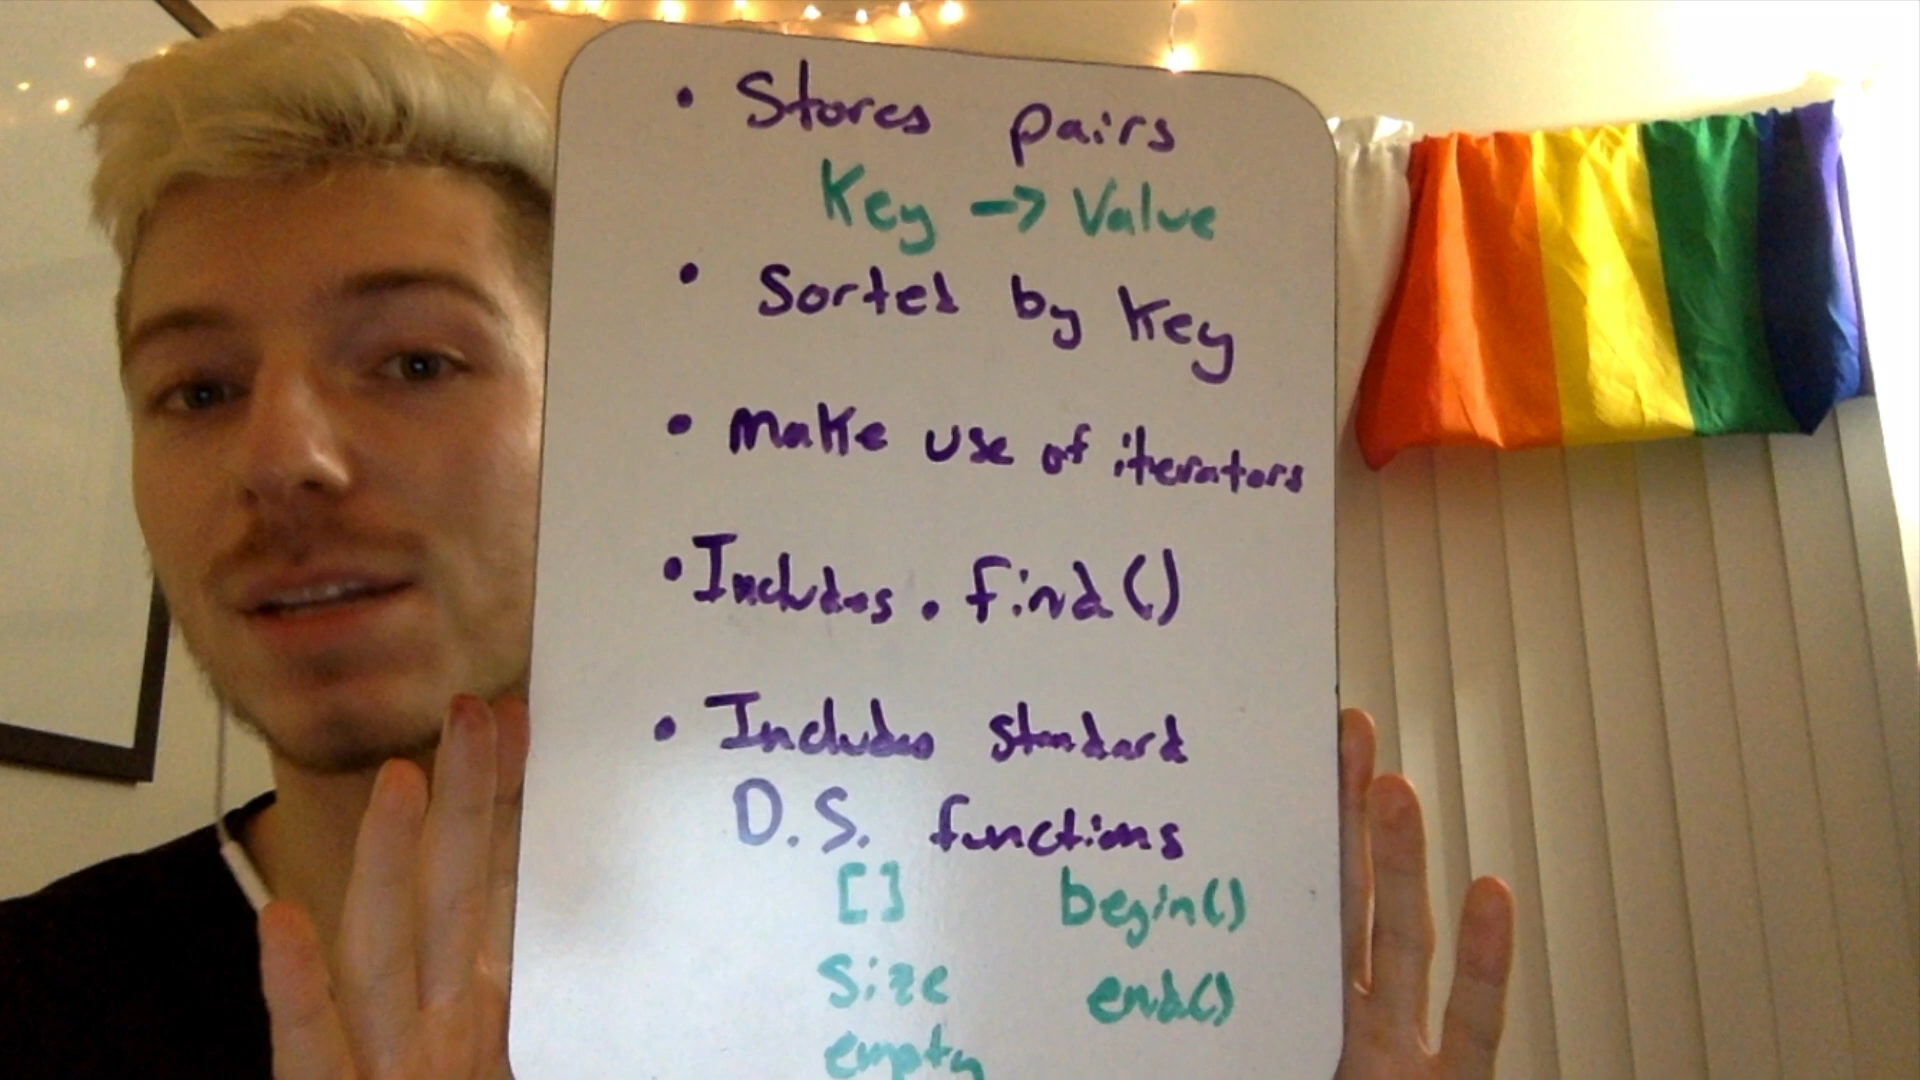 • Stores pairs
Key -> Value
• Sorted by Key
• Make use of iterators
• Includes .find()
• Includes standard
D.S. functions
[] begin()
size end()
empty